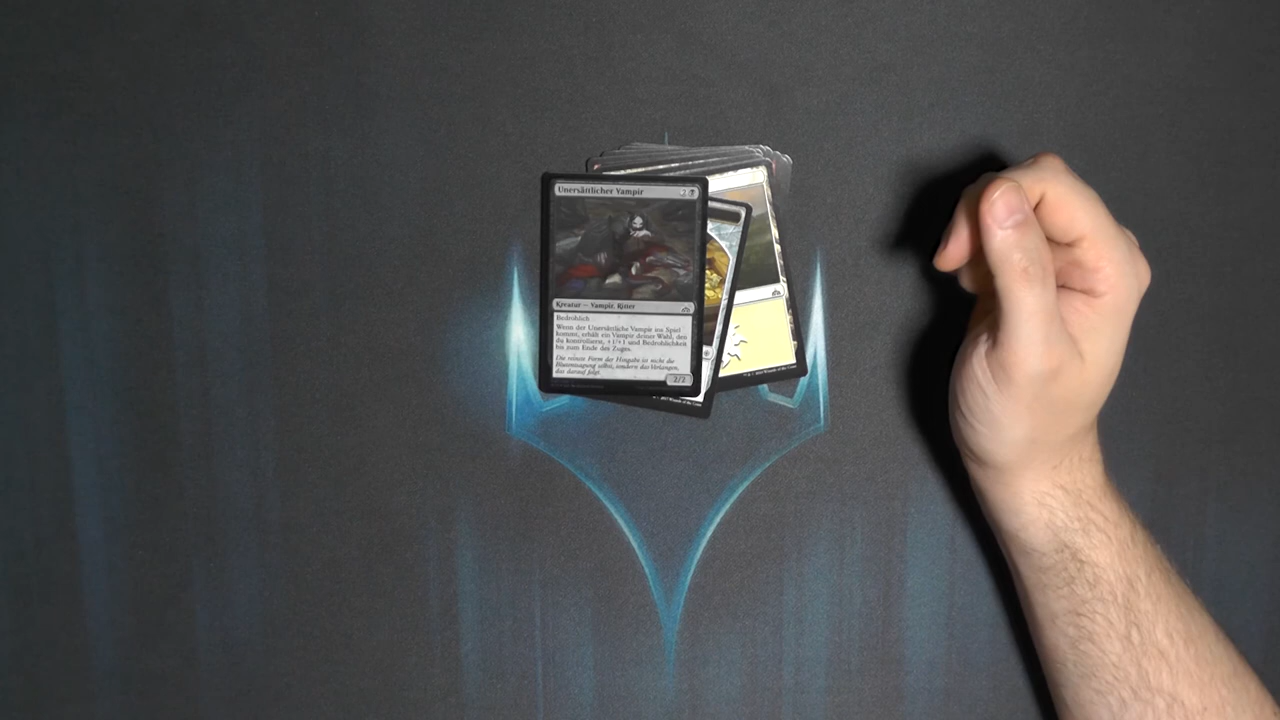 Unersättlicher Vampir 2
Kreatur — Vampir, Ritter
Bedrohlich
Wenn der Unersättliche Vampir ins Spiel
kommt, erhält ein Vampir deiner Wahl, den
du kontrollierst, +1/+1 und Bedrohlichkeit
bis zum Ende des Zuges.
Die reinste Form der Hingabe ist nicht die
Blutentsagung selbst, sondern das Verlangen,
das darauf folgt.
2/2